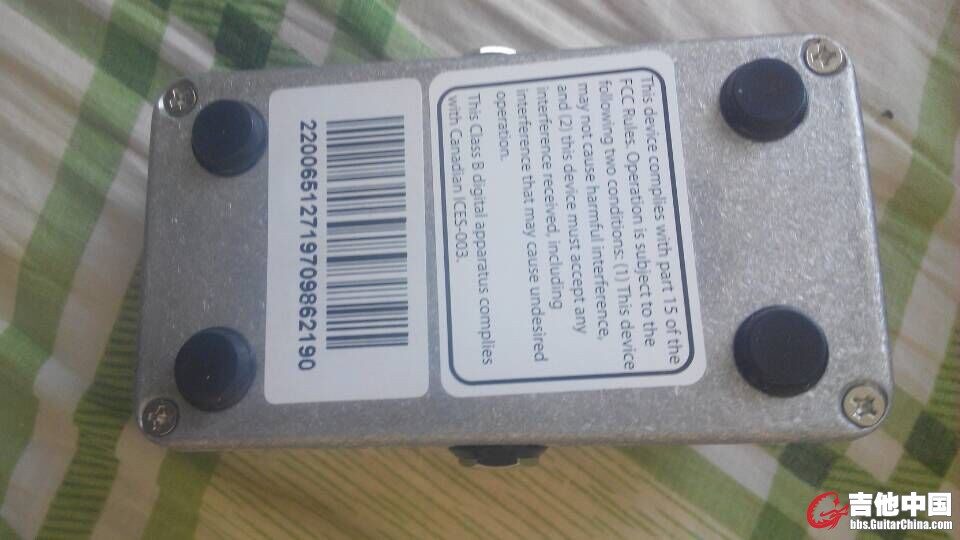 This device complies with part 15 of the
FCC Rules. Operation is subject to the
following two conditions: (1) This device
may not cause harmful interference,
and (2) this device must accept any
interference received, including
interference that may cause undesired
operation.
This Class B digital apparatus complies
with Canadian ICES-003.
2200651271970986219​0
吉他中国
bbs.GuitarChina.com